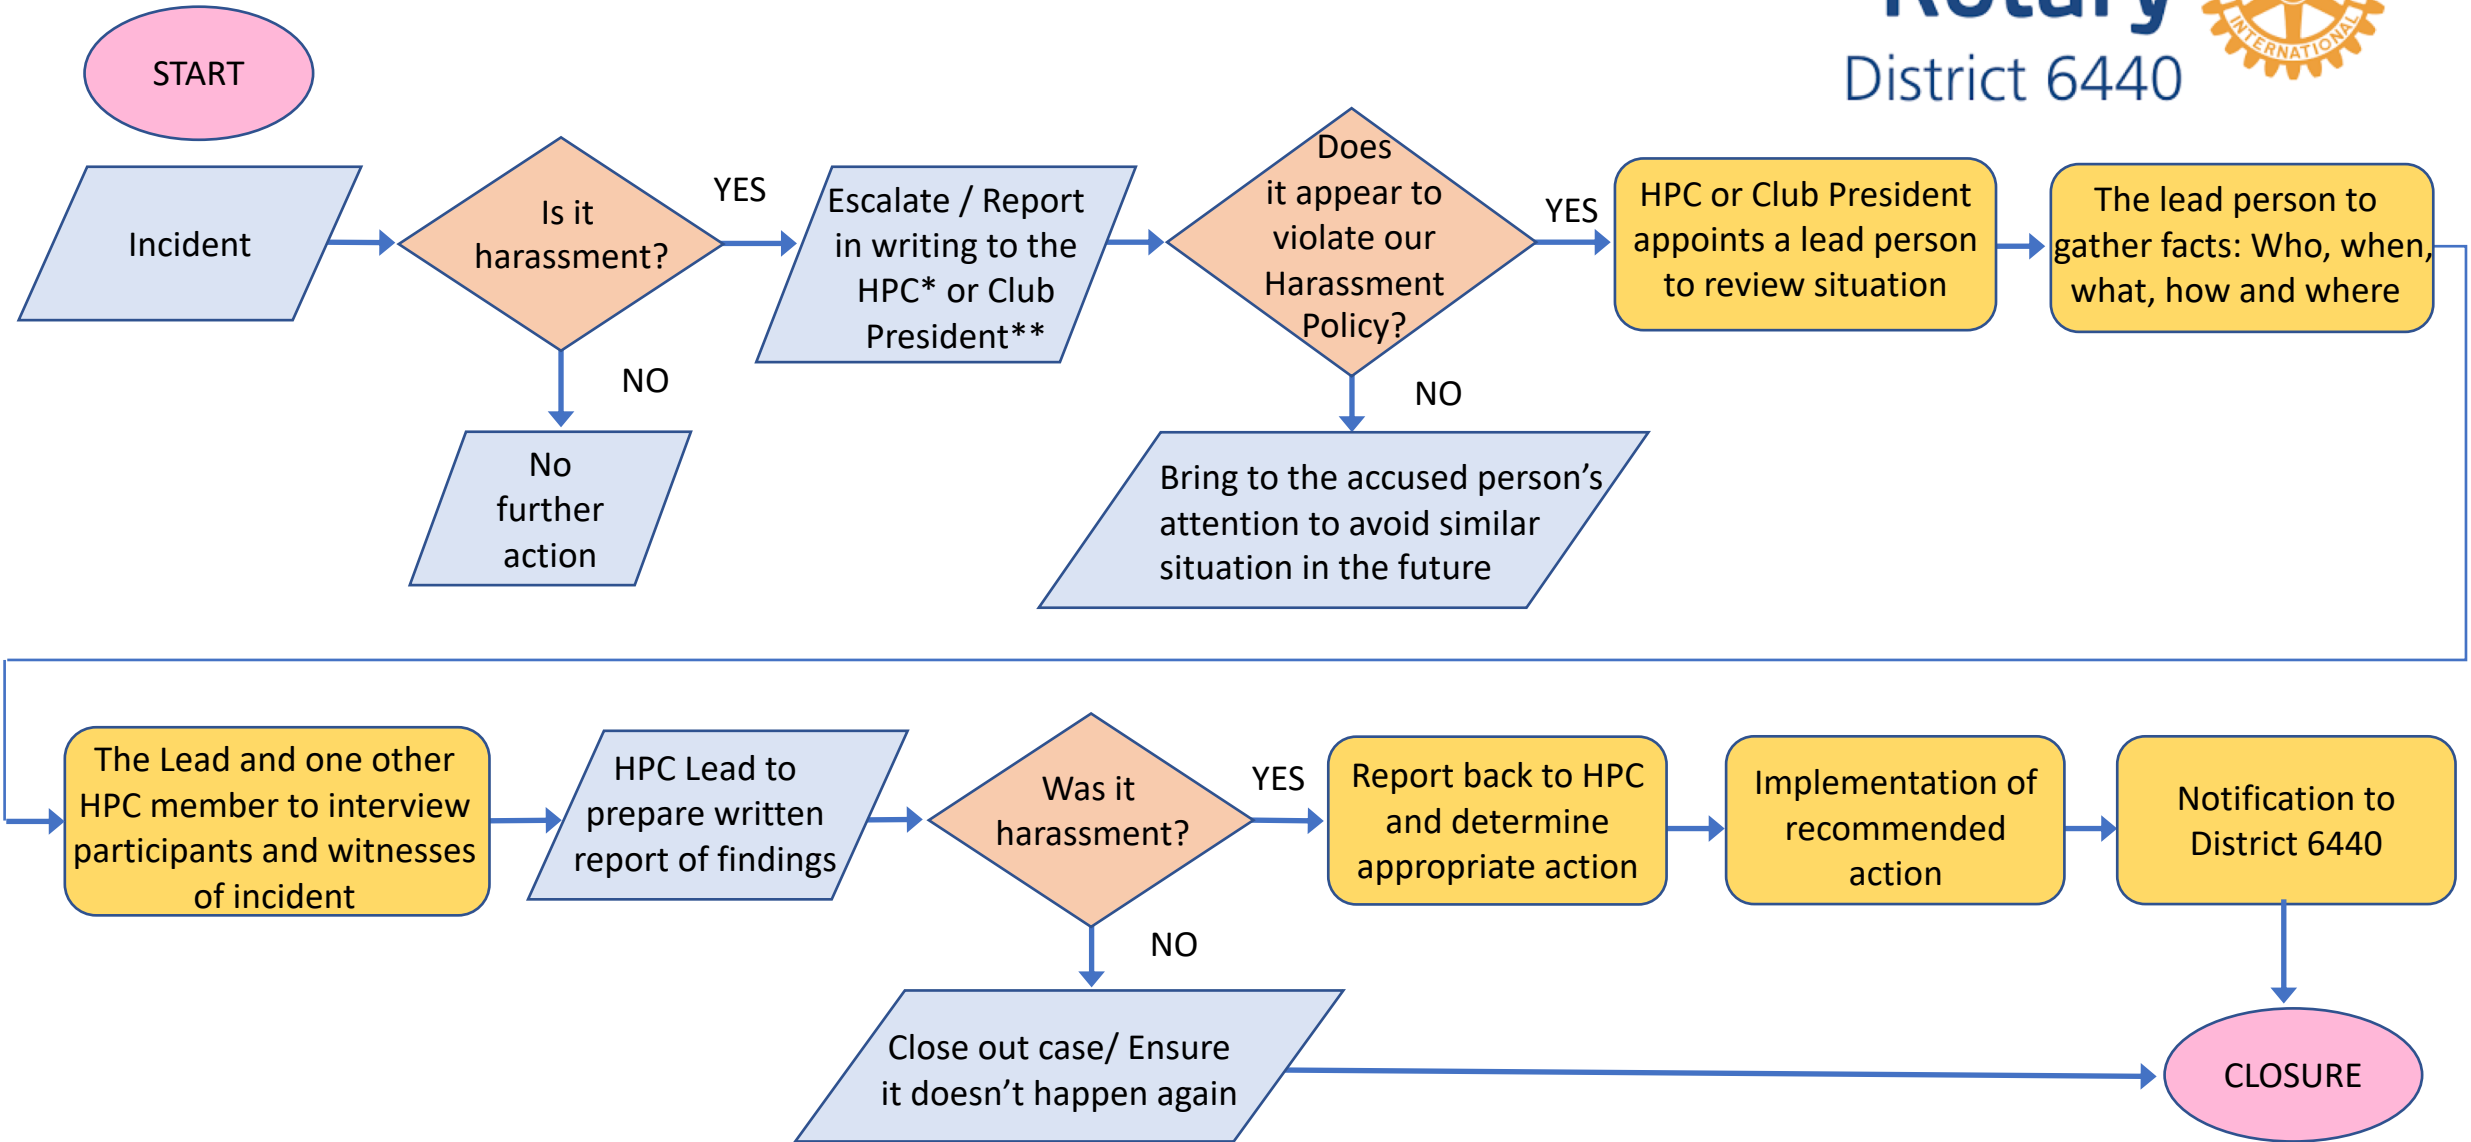 Rotary
INTERNATIONAL
District 6440
START
Incident
Is it
harassment?
YES
NO
No
further
action
Escalate / Report
in writing to the
HPC* or Club
President**
Does
it appear to
violate our
Harassment
Policy?
YES
NO
Bring to the accused person's
attention to avoid similar
situation in the future
HPC or Club President
appoints a lead person
to review situation
The lead person to
gather facts: Who, when,
what, how and where
The Lead and one other
HPC member to interview
participants and witnesses
of incident
HPC Lead to
prepare written
report of findings
Was it
harassment?
YES
NO
Close out case/ Ensure
it doesn't happen again
Report back to HPC
and determine
appropriate action
Implementation of
recommended
action
Notification to
District 6440
CLOSURE